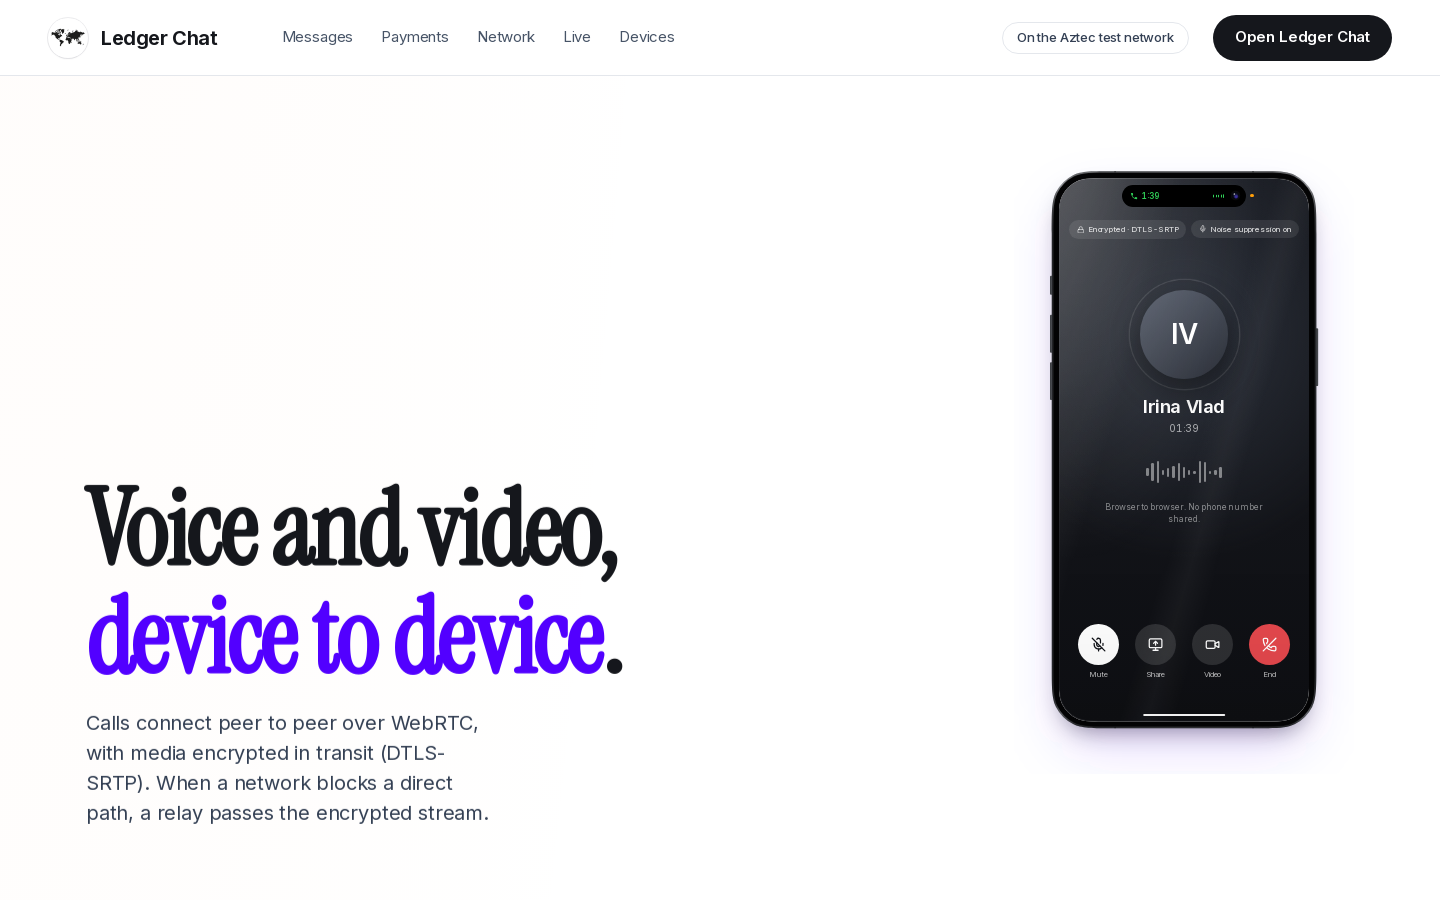 Ledger Chat
Messages
Payments
Network
Live
Devices
On the Aztec test network
Open Ledger Chat
1:39
Encrypted · DTLS-SRTP
Noise suppression on
IV
Irina Vlad
01:39
Browser to browser. No phone number
shared.
Mute
Share
Video
End
Voice and video,
device to device.
Calls connect peer to peer over WebRTC,
with media encrypted in transit (DTLS-
SRTP). When a network blocks a direct
path, a relay passes the encrypted stream.